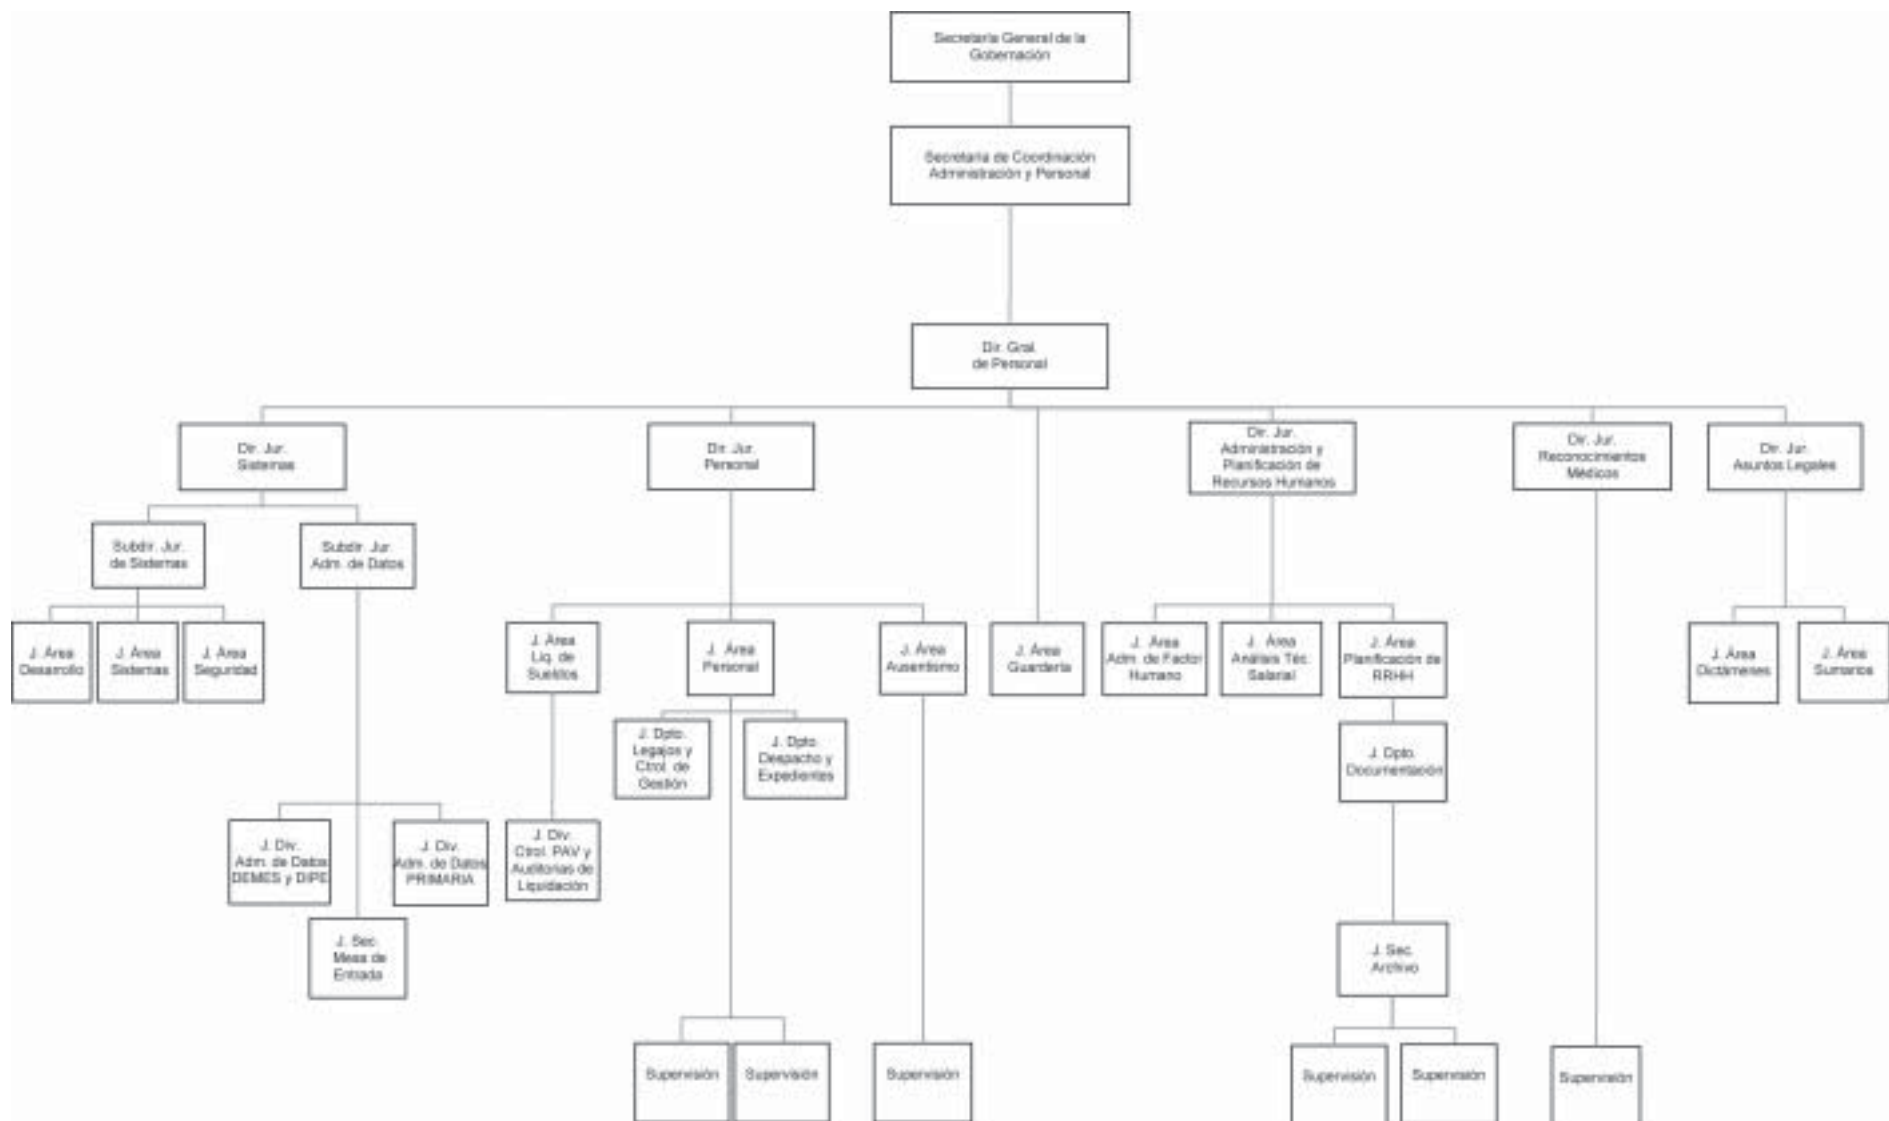 Secretaría General de la
Gobernación
Secretaria de Coordinación
Administración y Personal
Dir. Gral.
de Personal
Dir. Jur.
Sistemas
Dir. Jur.
Personal
Dir. Jur.
Administración y
Planificación de
Recursos Humanos
Dir. Jur.
Reconocimientos
Médicos
Dir. Jur.
Asuntos Legales
Subdir. Jur.
de Sistemas
Subdir. Jur.
Adm. de Datos
J. Área
Desarrollo
J. Área
Sistemas
J. Área
Seguridad
J. Área
Liq. de
Sueldos
J. Área
Personal
J. Área
Ausentismo
J. Área
Guardería
J. Área
Adm. de Factor
Humano
J. Área
Análisis Téc.
Salarial
J. Área
Planificación de
RRHH
J. Área
Dictámenes
J. Área
Sumarios
J. Dpto.
Legajos y
Ctrol. de
Gestión
J. Dpto.
Despacho y
Expedientes
J. Dpto.
Documentación
J. Div.
Adm. de Datos
DEMES y DIPE
J. Div.
Adm. de Datos
PRIMARIA
J. Div.
Ctrol. PAV y
Auditorias de
Liquidación
J. Sec.
Mesa de
Entrada
J. Sec.
Archivo
Supervisión
Supervisión
Supervisión
Supervisión
Supervisión
Supervisión